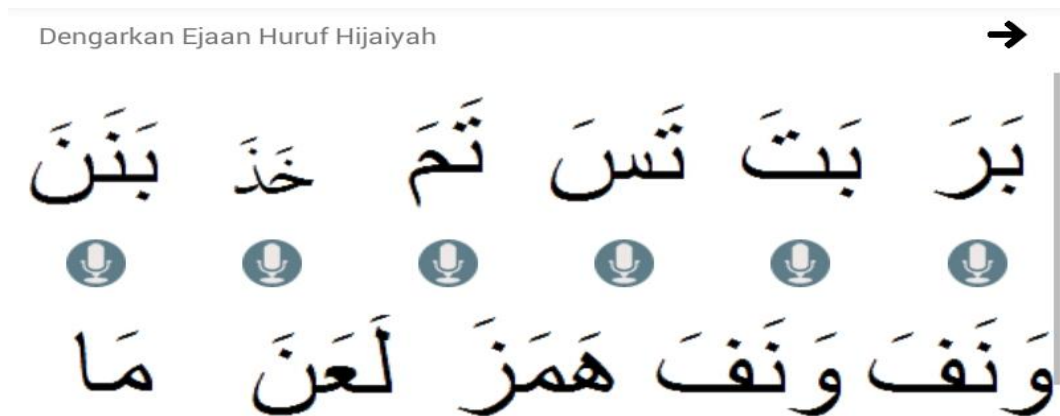 Dengarkan Ejaan Huruf Hijaiyah
بَرَ بَتَ تَسَ تَمَ خَذَ بَنَنَ
وَنَفَ وَنَفَ هَمَزَ لَعَنَ مَا